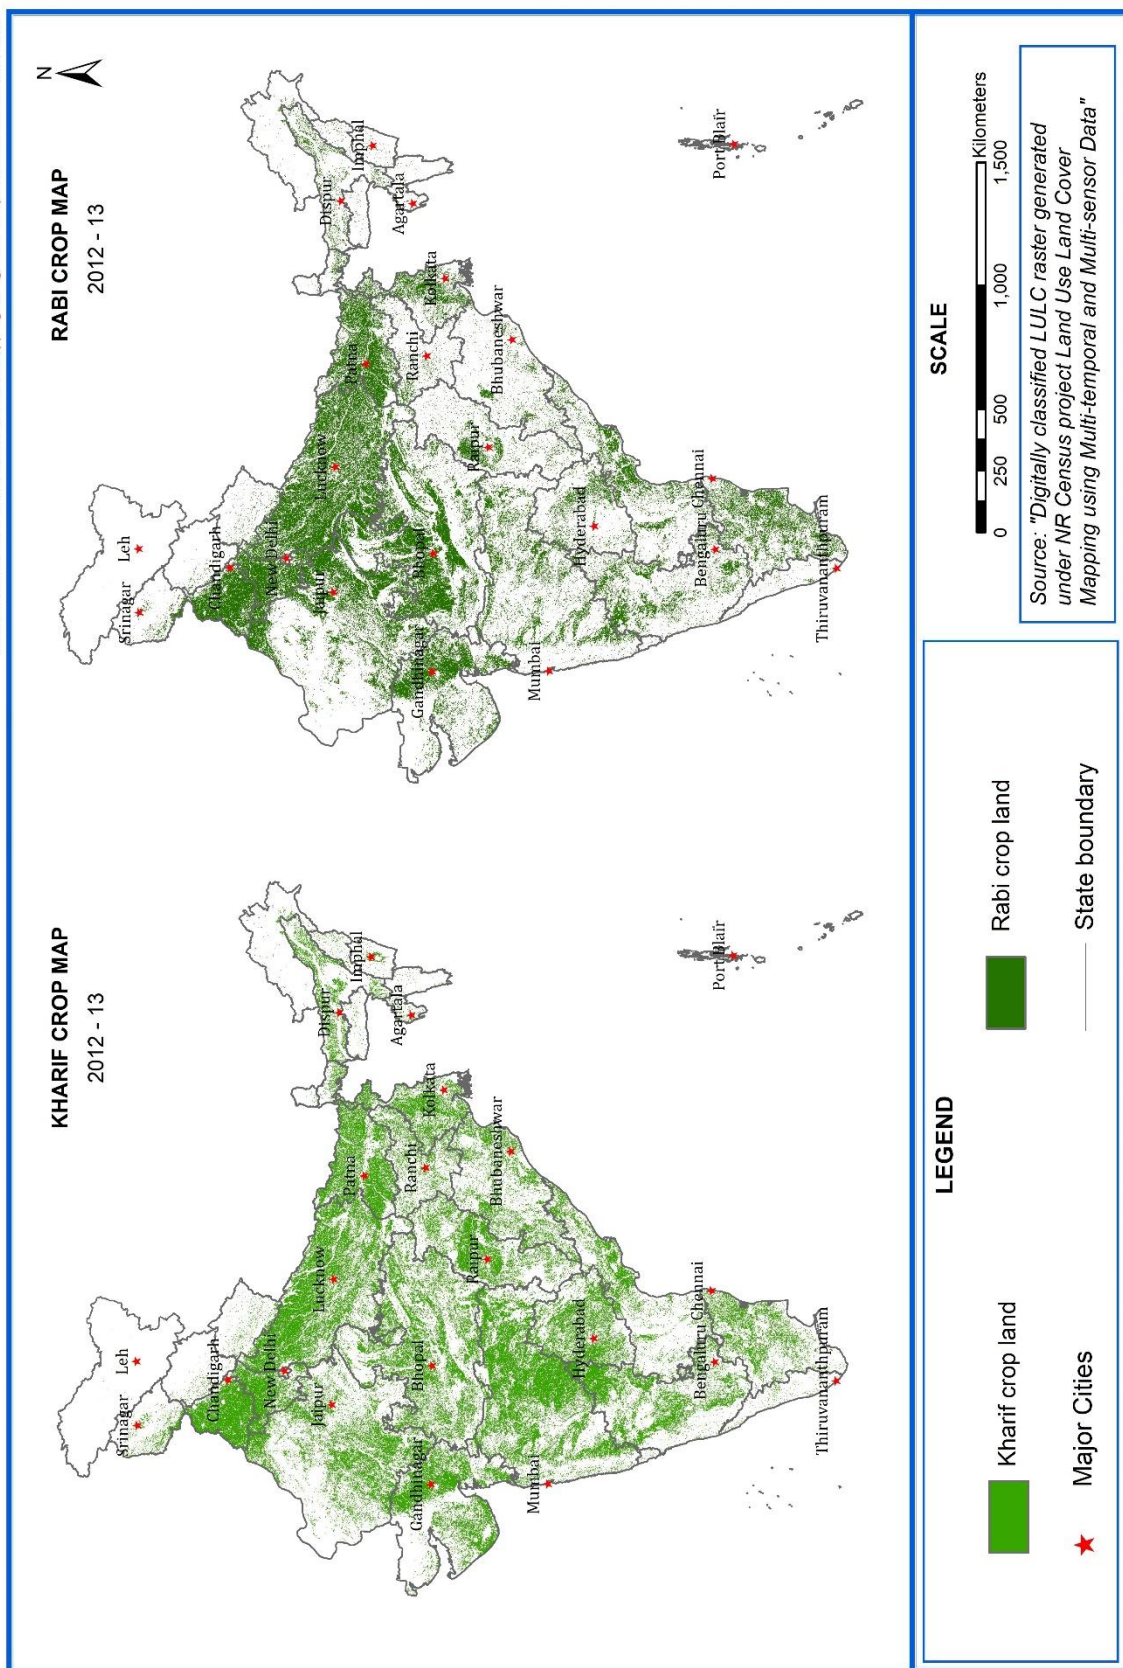 KHARIF CROP MAP
2012 - 13
Srinagar
Leh
Chandigarh
New Delhi
Jaipur
Lucknow
Patna
Dispur
Imphal
Agartala
Gandhinagar
Bhopal
Ranchi
Kolkata
Raipur
Bhubaneshwar
Mumbai
Hyderabad
Bengaluru
Chennai
Port Blair
Thiruvananthpuram
RABI CROP MAP
2012 - 13
N
Srinagar
Leh
Chandigarh
New Delhi
Jaipur
Lucknow
Patna
Dispur
Imphal
Agartala
Gandhinagar
Bhopal
Ranchi
Kolkata
Raipur
Bhubaneshwar
Mumbai
Hyderabad
Bengaluru
Chennai
Port Blair
Thiruvananthpuram
LEGEND
Kharif crop land
Rabi crop land
Major Cities
State boundary
SCALE
0 250 500 1,000 1,500
Kilometers
Source: "Digitally classified LULC raster generated
under NR Census project Land Use Land Cover
Mapping using Multi-temporal and Multi-sensor Data"